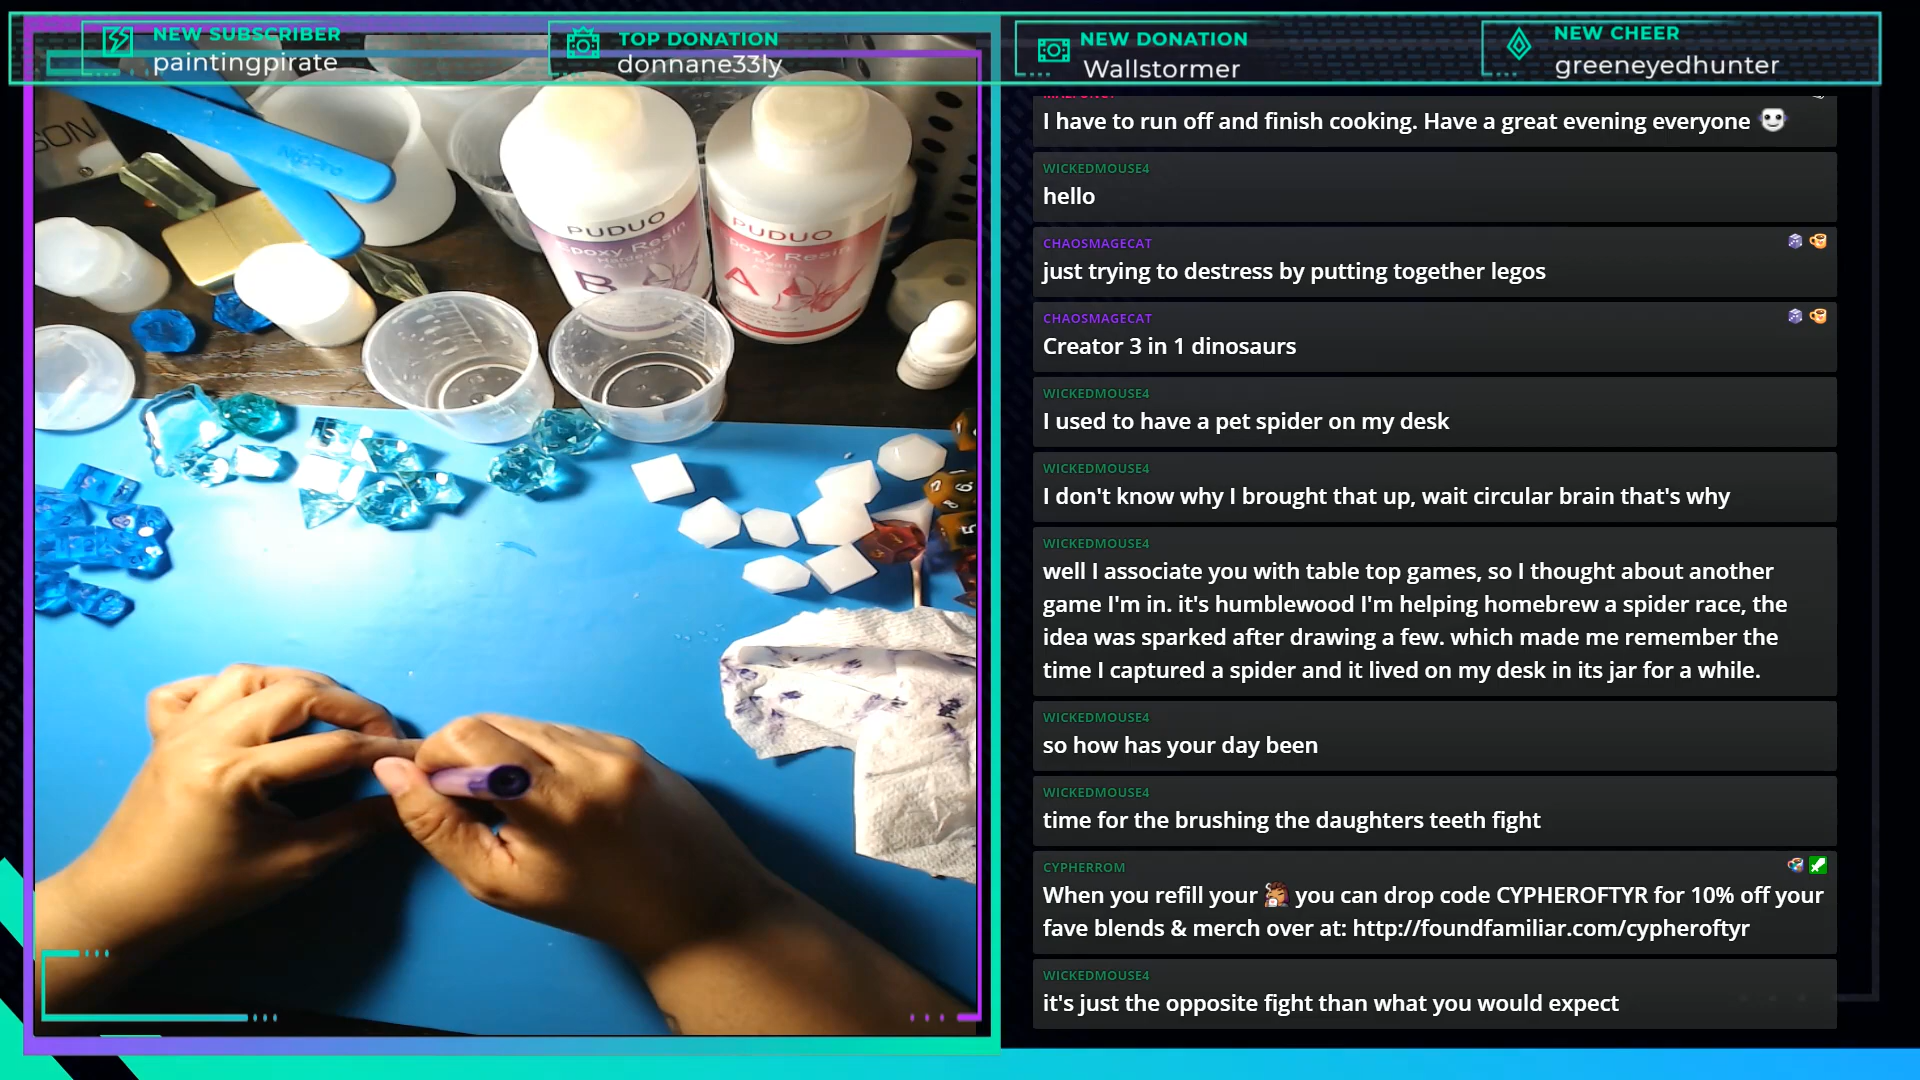 NEW SUBSCRIBER
paintingpirate
TOP DONATION
donnane33ly
NEW DONATION
Wallstormer
NEW CHEER
greeneyedhunter
PUDUO
Epoxy Resin
Hardener
B
PUDUO
Epoxy Resin
Resin
A
I have to run off and finish cooking. Have a great evening everyone
WICKEDMOUSE4
hello
CHAOSMAGECAT
just trying to destress by putting together legos
CHAOSMAGECAT
Creator 3 in 1 dinosaurs
WICKEDMOUSE4
I used to have a pet spider on my desk
WICKEDMOUSE4
I don't know why I brought that up, wait circular brain that's why
WICKEDMOUSE4
well I associate you with table top games, so I thought about another
game I'm in. it's humblewood I'm helping homebrew a spider race, the
idea was sparked after drawing a few. which made me remember the
time I captured a spider and it lived on my desk in its jar for a while.
WICKEDMOUSE4
so how has your day been
WICKEDMOUSE4
time for the brushing the daughters teeth fight
CYPHERROM
When you refill your you can drop code CYPHEROFTYR for 10% off your
fave blends & merch over at: http://foundfamiliar.com/cypheroftyr
WICKEDMOUSE4
it's just the opposite fight than what you would expect